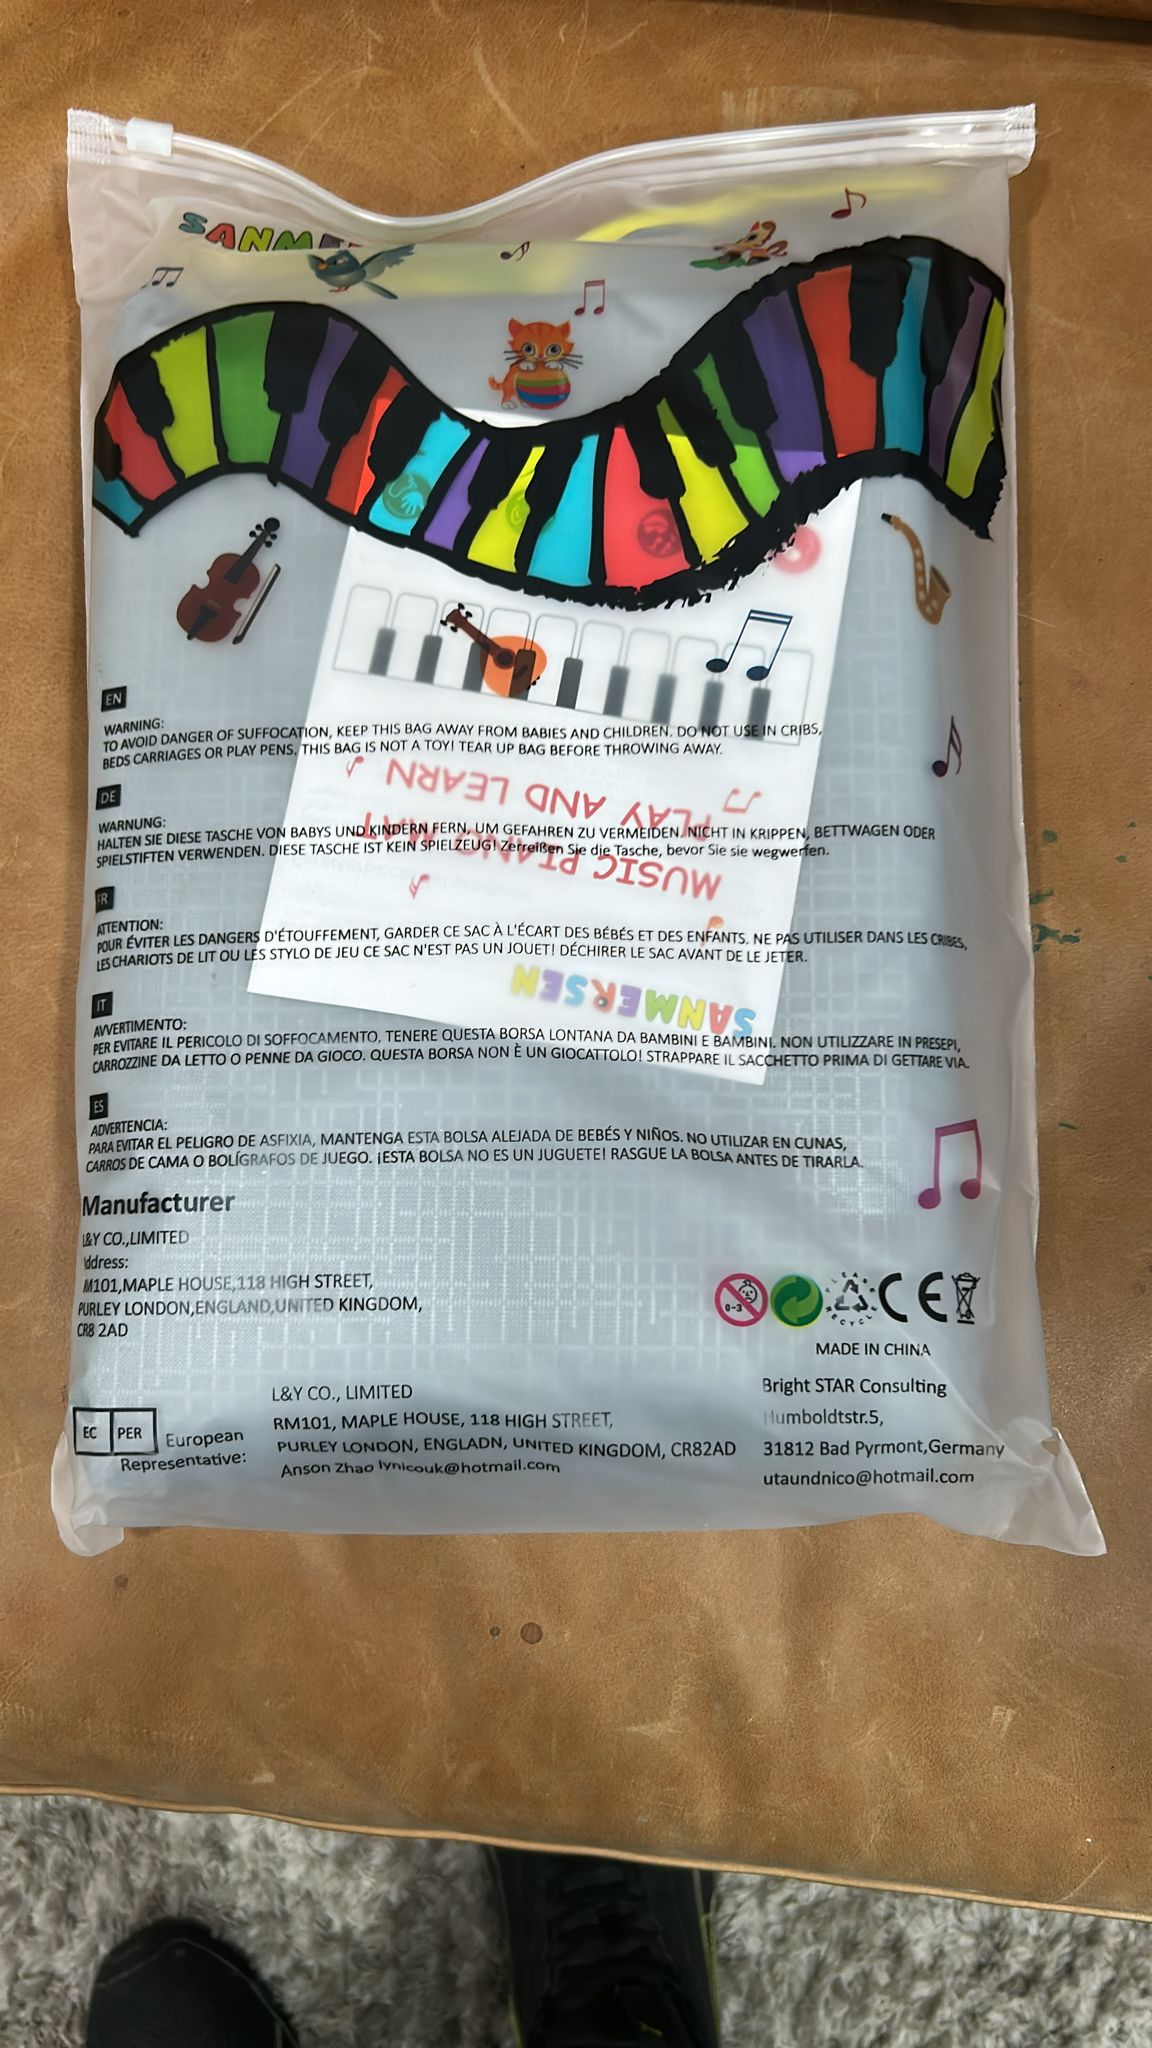 SANMER
EN
WARNING:
TO AVOID DANGER OF SUFFOCATION, KEEP THIS BAG AWAY FROM BABIES AND CHILDREN. DO NOT USE IN CRIBS,
BEDS CARRIAGES OR PLAY PENS. THIS BAG IS NOT A TOY! TEAR UP BAG BEFORE THROWING AWAY.
PLAY AND LEARN
DE
WARNUNG:
HALTEN SIE DIESE TASCHE VON BABYS UND KINDERN FERN, UM GEFAHREN ZU VERMEIDEN. NICHT IN KRIPPEN, BETTWAGEN ODER
SPIELSTIFTEN VERWENDEN. DIESE TASCHE IST KEIN SPIELZEUG! Zerreißen Sie die Tasche, bevor Sie sie wegwerfen.
MUSIC PIANO MAT
FR
ATTENTION:
POUR ÉVITER LES DANGERS D'ÉTOUFFEMENT, GARDER CE SAC À L'ÉCART DES BÉBÉS ET DES ENFANTS. NE PAS UTILISER DANS LES CRIBES,
LES CHARIOTS DE LIT OU LES STYLO DE JEU CE SAC N'EST PAS UN JOUET! DÉCHIRER LE SAC AVANT DE LE JETER.
SANMERSEN
IT
AVVERTIMENTO:
PER EVITARE IL PERICOLO DI SOFFOCAMENTO, TENERE QUESTA BORSA LONTANA DA BAMBINI E BAMBINI. NON UTILIZZARE IN PRESEPI,
CARROZZINE DA LETTO O PENNE DA GIOCO. QUESTA BORSA NON È UN GIOCATTOLO! STRAPPARE IL SACCHETTO PRIMA DI GETTARE VIA.
ES
ADVERTENCIA:
PARA EVITAR EL PELIGRO DE ASFIXIA, MANTENGA ESTA BOLSA ALEJADA DE BEBÉS Y NIÑOS. NO UTILIZAR EN CUNAS,
CARROS DE CAMA O BOLÍGRAFOS DE JUEGO. ¡ESTA BOLSA NO ES UN JUGUETE! RASGUE LA BOLSA ANTES DE TIRARLA.
Manufacturer
L&Y CO.,LIMITED
Address:
M101,MAPLE HOUSE,118 HIGH STREET,
PURLEY LONDON,ENGLAND,UNITED KINGDOM,
CR8 2AD
0-3
CLEAR
RECYCLE
CE
MADE IN CHINA
EC PER
European
Representative:
L&Y CO., LIMITED
RM101, MAPLE HOUSE, 118 HIGH STREET,
PURLEY LONDON, ENGLADN, UNITED KINGDOM, CR82AD
Anson Zhao lynicouk@hotmail.com
Bright STAR Consulting
Humboldtstr.5,
31812 Bad Pyrmont,Germany
utaundnico@hotmail.com